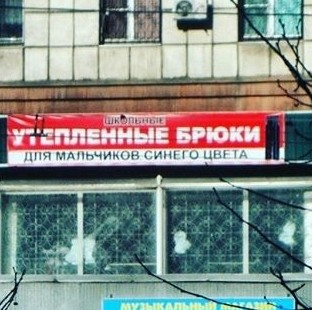 ШКОЛЬНЫЕ
УТЕПЛЕННЫЕ БРЮКИ
ДЛЯ МАЛЬЧИКОВ СИНЕГО ЦВЕТА
МУЗЫКАЛЬНЫЙ МАГАЗИН